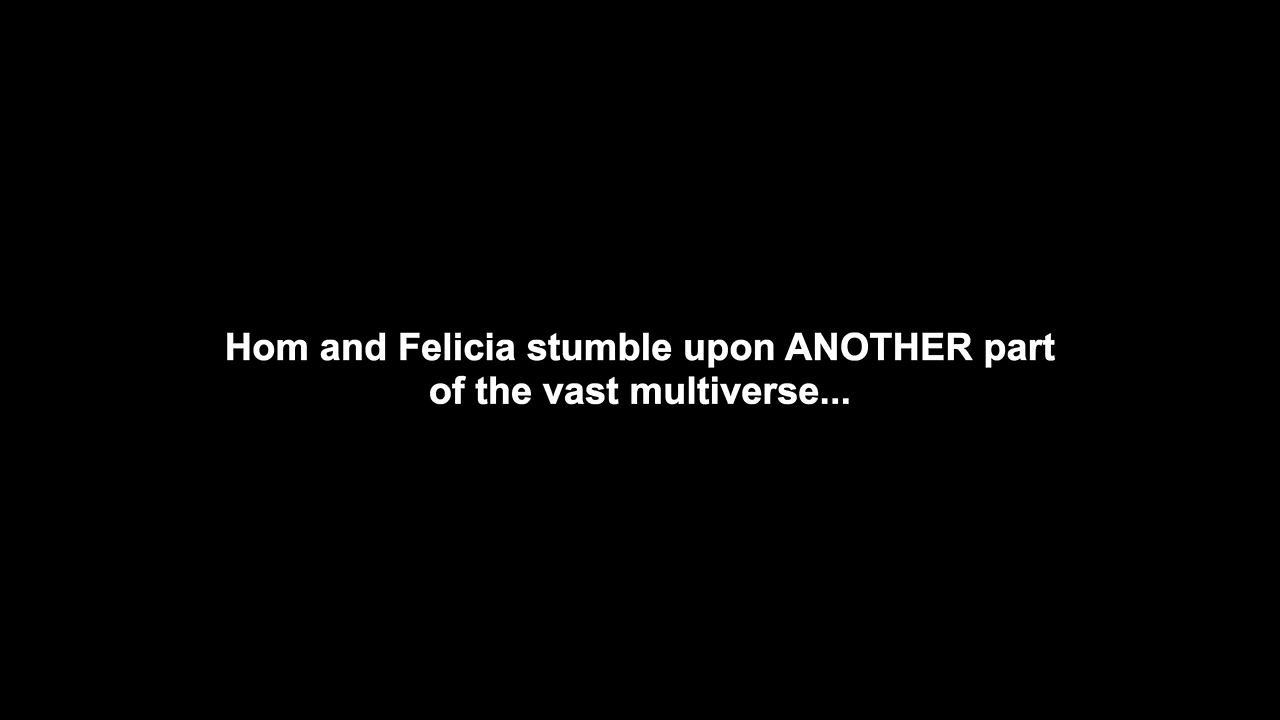 Hom and Felicia stumble upon ANOTHER part
of the vast multiverse...